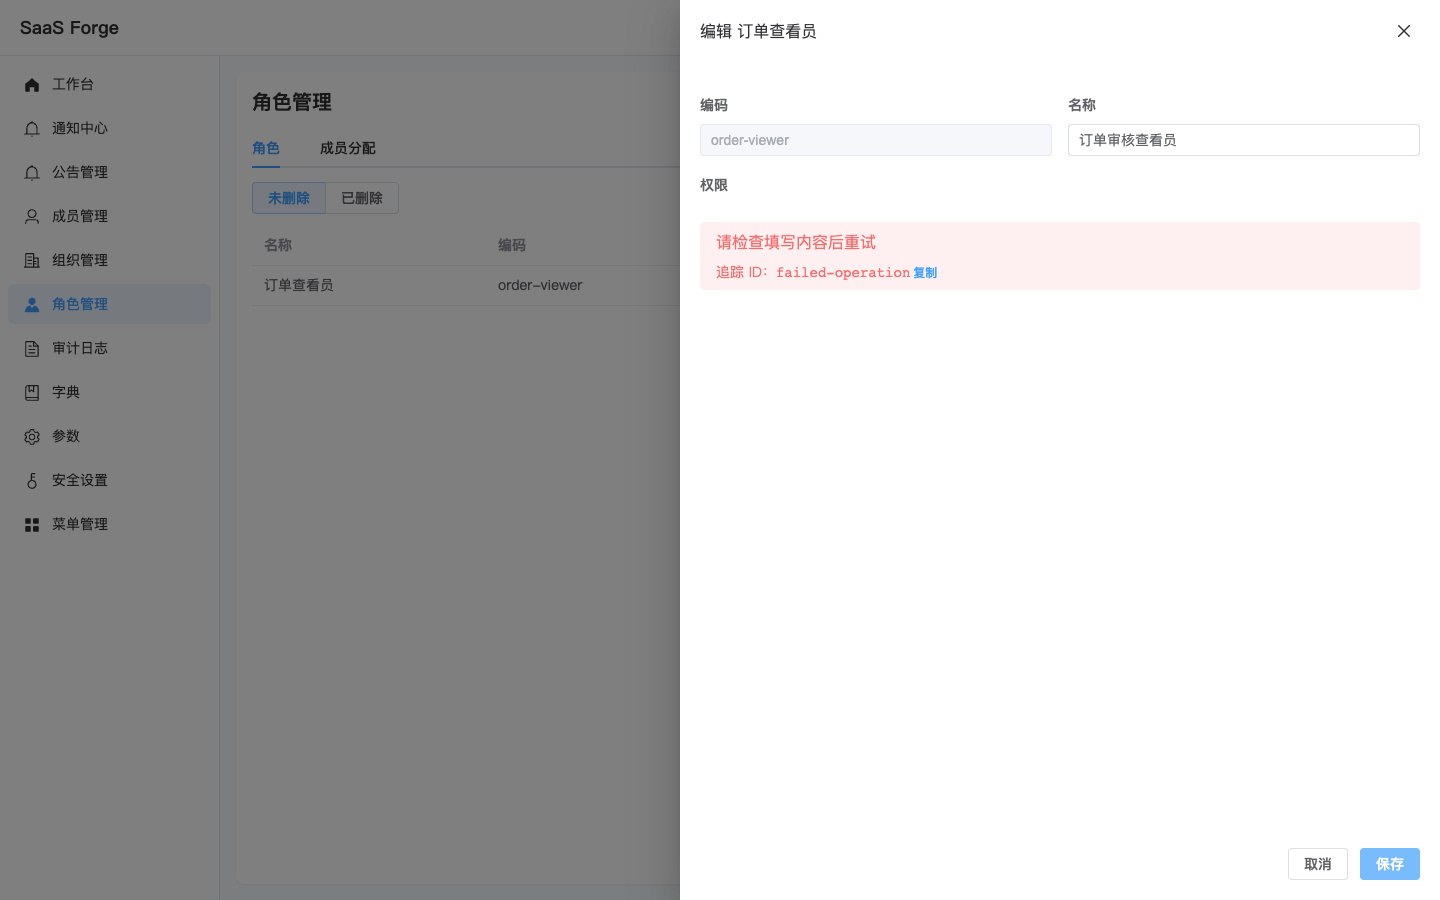 SaaS Forge
工作台
通知中心
公告管理
成员管理
组织管理
角色管理
审计日志
字典
参数
安全设置
菜单管理
角色管理
角色 成员分配
未删除 已删除
名称 编码
订单查看员 order-viewer
编辑 订单查看员
编码 名称
order-viewer 订单审核查看员
权限
请检查填写内容后重试
追踪 ID: failed-operation 复制
取消 保存